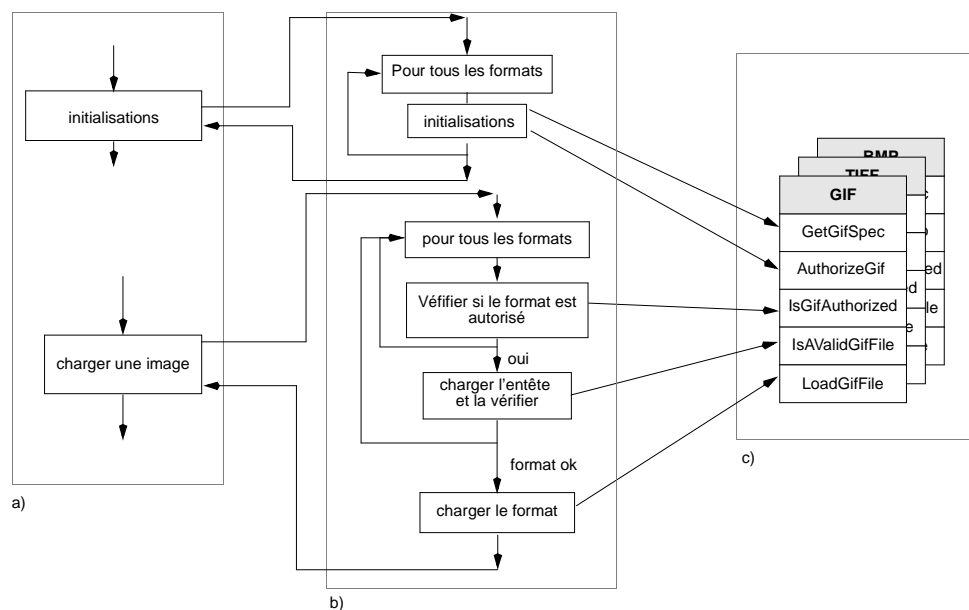 initialisations
charger une image
a)
Pour tous les formats
initialisations
pour tous les formats
Véfifier si le format est
autorisé
oui
charger l'entête
et la vérifier
format ok
charger le format
b)
BMP
TIFF
GIF
GetGifSpec
AuthorizeGif
IsGifAuthorized
IsAValidGifFile
LoadGifFile
c)